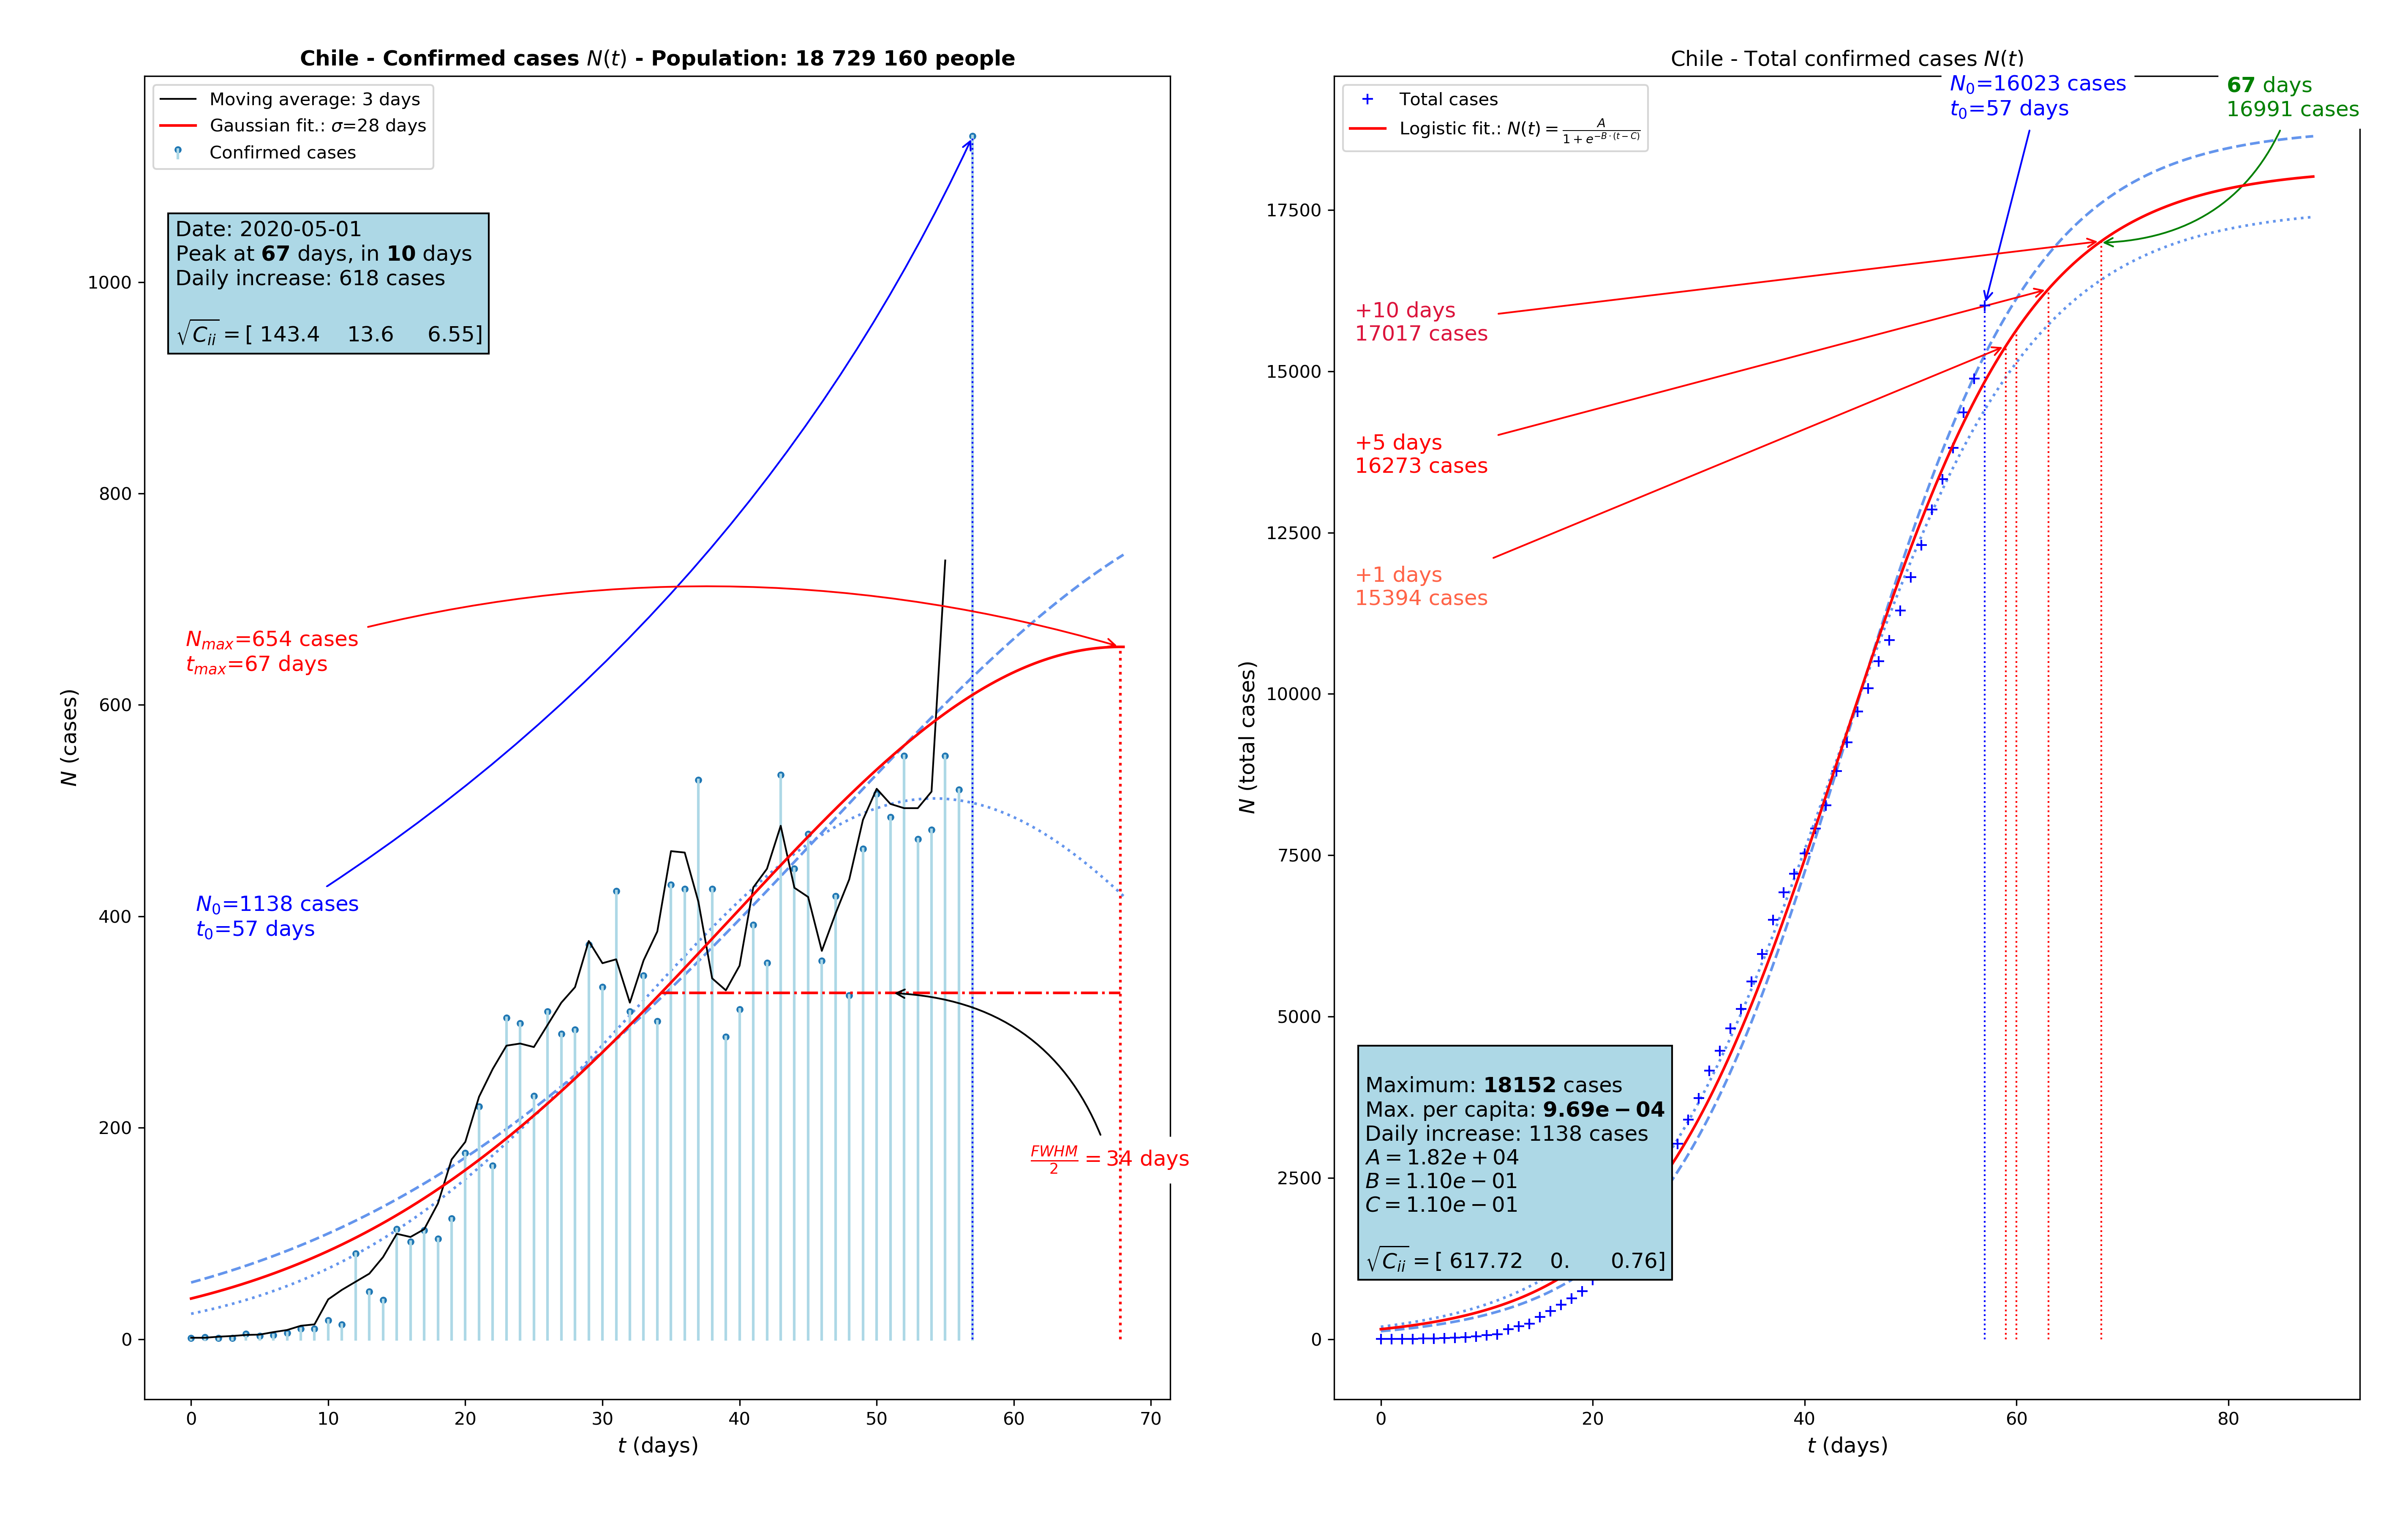 Chile - Confirmed cases N(t) - Population: 18 729 160 people
Moving average: 3 days
Gaussian fit.: σ=28 days
Confirmed cases
Date: 2020-05-01
Peak at 67 days, in 10 days
Daily increase: 618 cases
√C_ii = [ 143.4 13.6 6.55]
N_max=654 cases
t_max=67 days
N_0=1138 cases
t_0=57 days
FWHM/2 = 34 days
N (cases)
1000
800
600
400
200
0
0 10 20 30 40 50 60 70
t (days)
Chile - Total confirmed cases N(t)
Total cases
Logistic fit.: N(t) = A/(1 + e^(−B·(t−C)))
N_0=16023 cases
t_0=57 days
67 days
16991 cases
+10 days
17017 cases
+5 days
16273 cases
+1 days
15394 cases
Maximum: 18152 cases
Max. per capita: 9.69e − 04
Daily increase: 1138 cases
A = 1.82e + 04
B = 1.10e − 01
C = 1.10e − 01
√C_ii = [ 617.72 0. 0.76]
N (total cases)
17500
15000
12500
10000
7500
5000
2500
0
0 20 40 60 80
t (days)